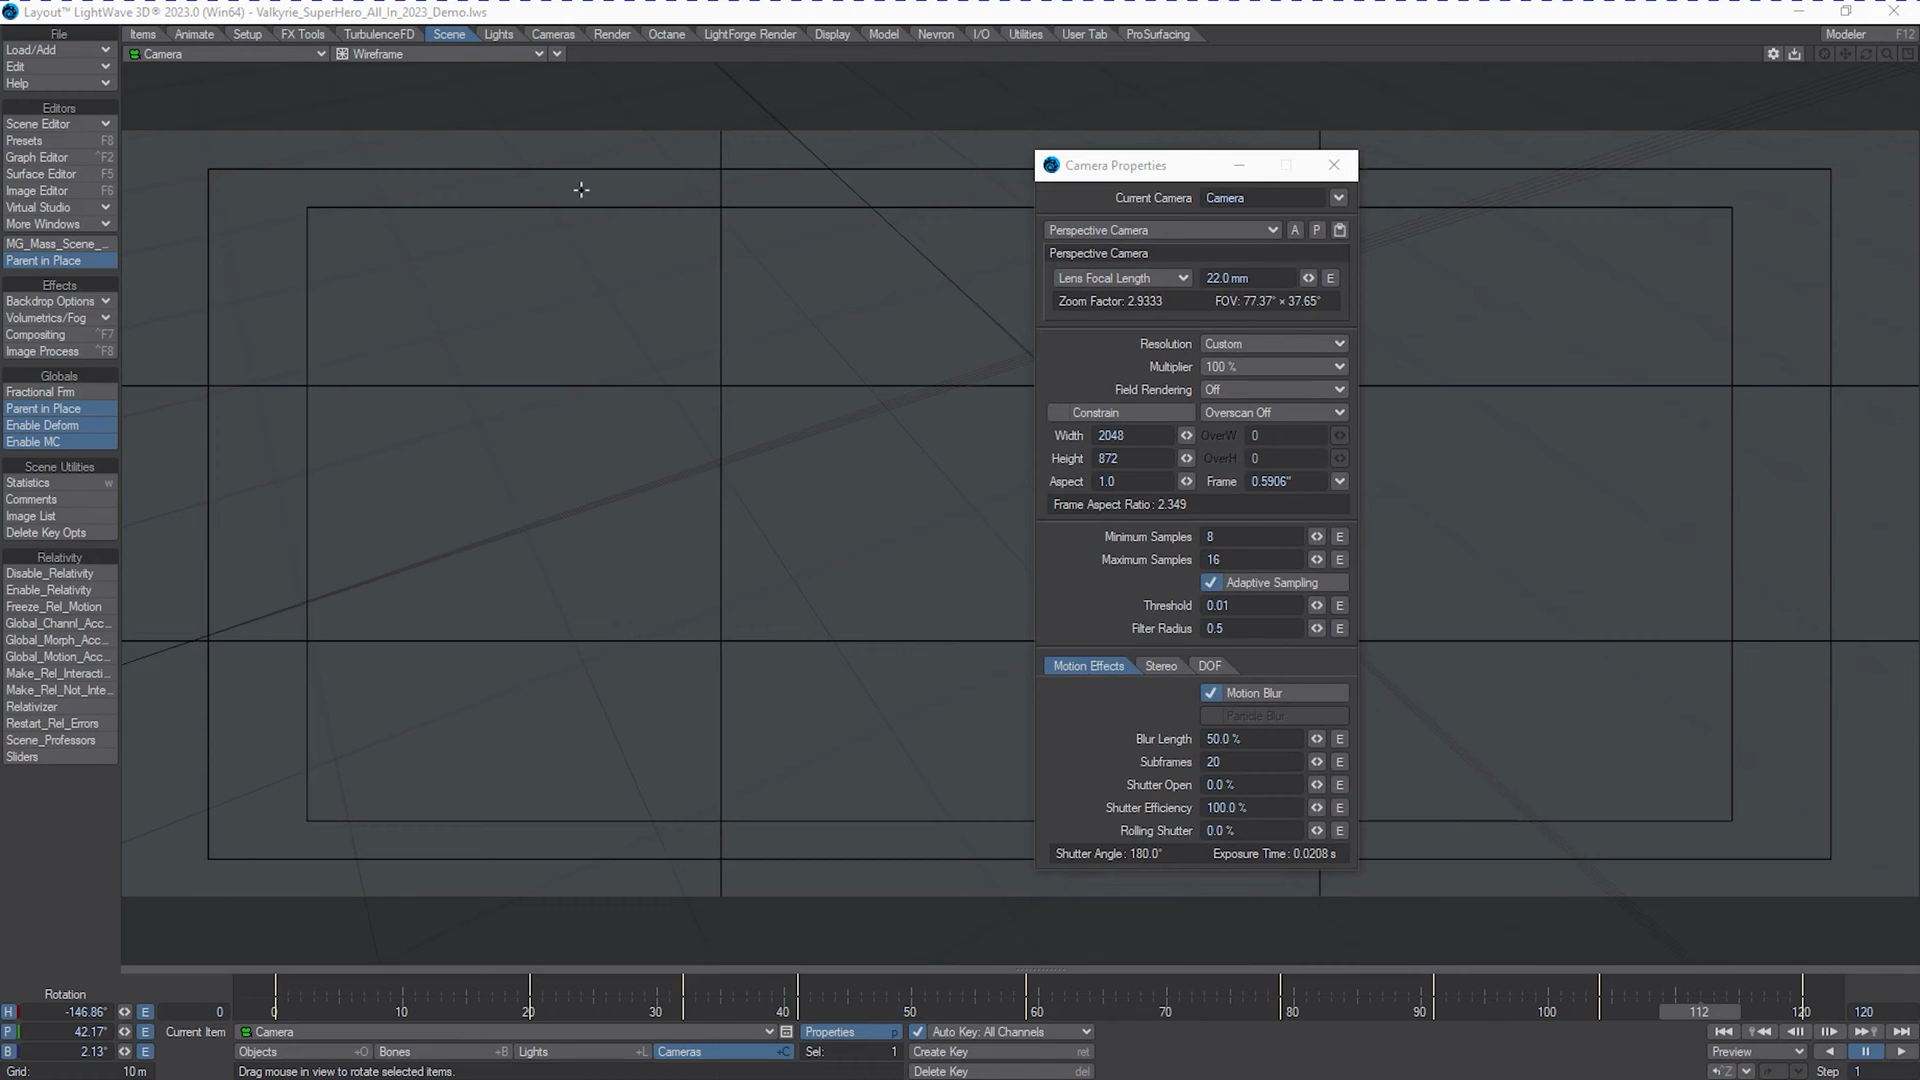 Layout™ LightWave 3D® 2023.0 (Win64) - Valkyrie_SuperHero_All_In_2023_Demo.lws
File Items Animate Setup FX Tools TurbulenceFD Scene Lights Cameras Render Octane LightForge Render Display Model Nevron I/O Utilities User Tab ProSurfacing Modeler F12
Load/Add Camera Wireframe
Edit
Help
Editors
Scene Editor
Presets F8
Graph Editor ^F2
Surface Editor F5
Image Editor F6
Virtual Studio
More Windows
MG_Mass_Scene_...
Parent in Place
Effects
Backdrop Options
Volumetrics/Fog
Compositing ^F7
Image Process ^F8
Globals
Fractional Frm
Parent in Place
Enable Deform
Enable MC
Scene Utilities
Statistics w
Comments
Image List
Delete Key Opts
Relativity
Disable_Relativity
Enable_Relativity
Freeze_Rel_Motion
Global_Channl_Acc...
Global_Morph_Acc...
Global_Motion_Acc...
Make_Rel_Interacti...
Make_Rel_Not_Inte...
Relativizer
Restart_Rel_Errors
Scene_Professors
Sliders
Camera Properties
Current Camera Camera
Perspective Camera A P
Perspective Camera
Lens Focal Length 22.0 mm E
Zoom Factor: 2.9333 FOV: 77.37° × 37.65°
Resolution Custom
Multiplier 100 %
Field Rendering Off
Constrain Overscan Off
Width 2048 OverW 0
Height 872 OverH 0
Aspect 1.0 Frame 0.5906"
Frame Aspect Ratio : 2.349
Minimum Samples 8 E
Maximum Samples 16 E
Adaptive Sampling
Threshold 0.01 E
Filter Radius 0.5 E
Motion Effects Stereo DOF
Motion Blur
Particle Blur
Blur Length 50.0 % E
Subframes 20 E
Shutter Open 0.0 % E
Shutter Efficiency 100.0 % E
Rolling Shutter 0.0 % E
Shutter Angle : 180.0° Exposure Time : 0.0208 s
Rotation
H -146.86° E 0 0 10 20 30 40 50 60 70 80 90 100 112 120 120
P 42.17° E Current Item Camera Properties p Auto Key: All Channels
B 2.13° E Objects +O Bones +B Lights +L Cameras +C Sel: 1 Create Key ret Preview
Grid: 10 m Drag mouse in view to rotate selected items. Delete Key del Step 1